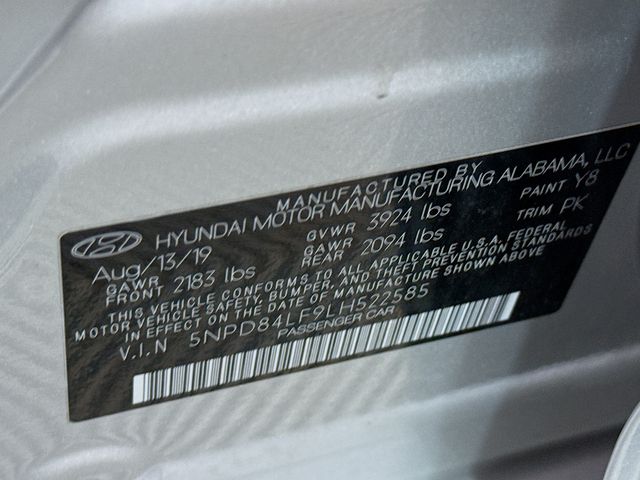 MANUFACTURED BY
HYUNDAI MOTOR MANUFACTURING ALABAMA, LLC
Aug/13/19 GVWR 3924 lbs PAINT Y8
GAWR FRONT 2183 lbs GAWR REAR 2094 lbs TRIM PK
THIS VEHICLE CONFORMS TO ALL APPLICABLE U.S.A. FEDERAL
MOTOR VEHICLE SAFETY, BUMPER, AND THEFT PREVENTION STANDARDS
IN EFFECT ON THE DATE OF MANUFACTURE SHOWN ABOVE
V.I.N 5NPD84LF9LH522585
PASSENGER CAR